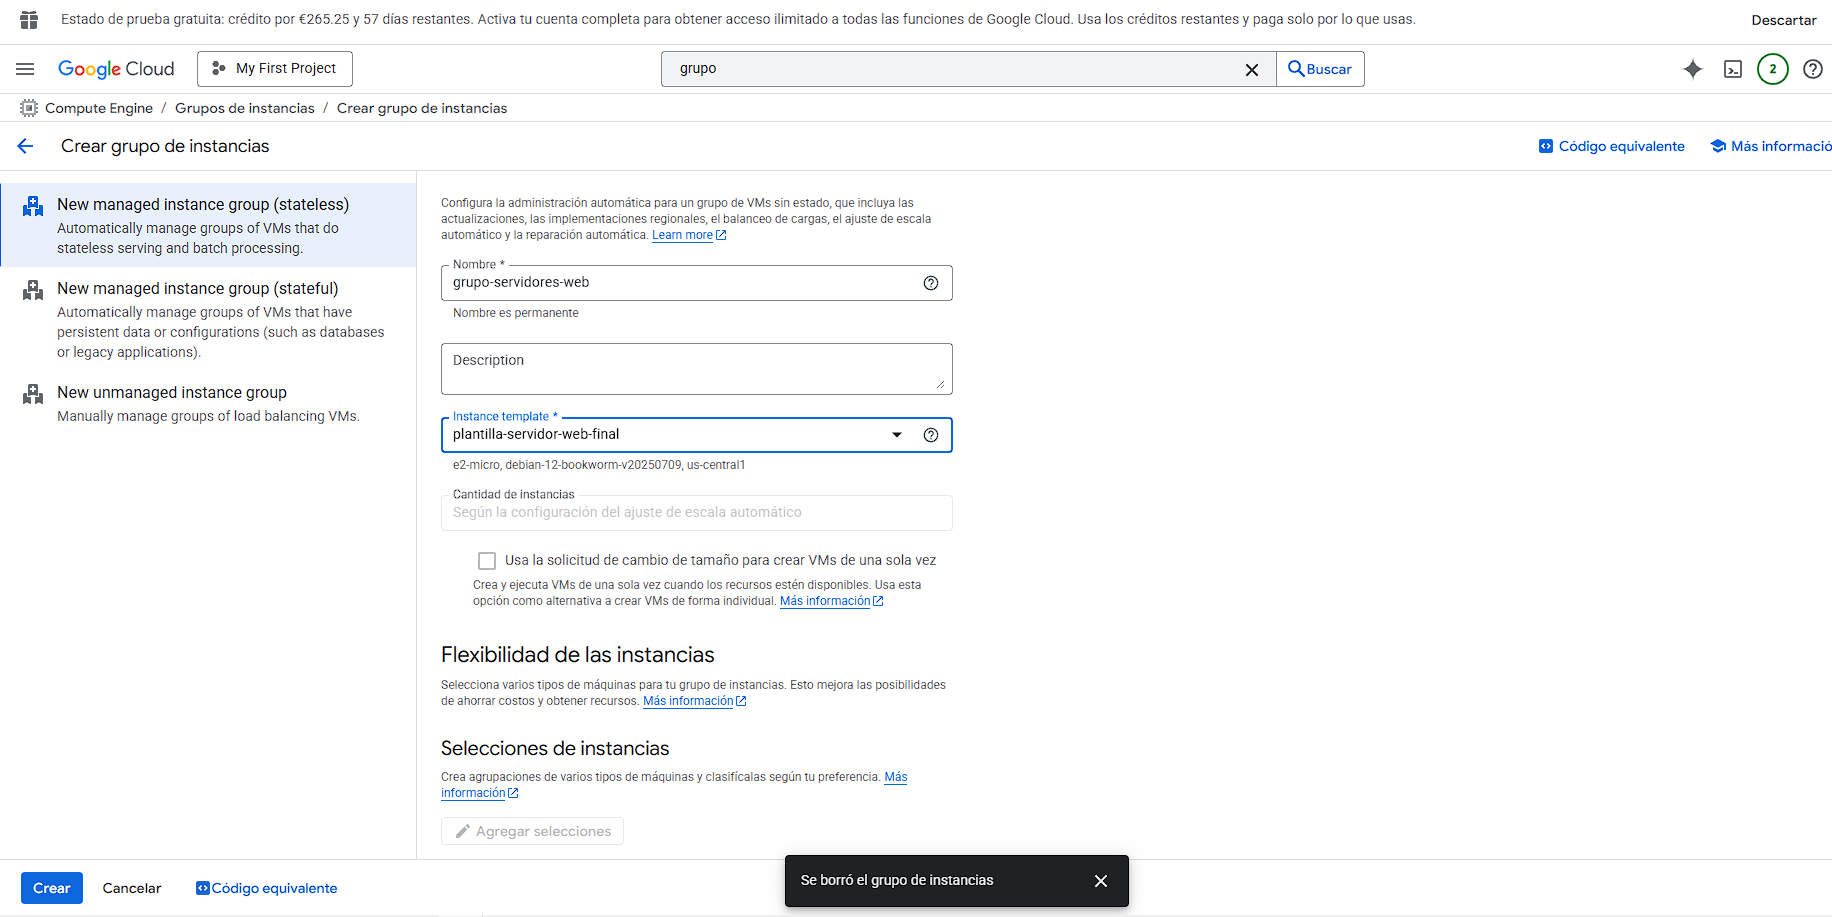 Estado de prueba gratuita: crédito por €265.25 y 57 días restantes. Activa tu cuenta completa para obtener acceso ilimitado a todas las funciones de Google Cloud. Usa los créditos restantes y paga solo por lo que usas.
Descartar
Google Cloud
My First Project
grupo
Buscar
2
Compute Engine / Grupos de instancias / Crear grupo de instancias
Crear grupo de instancias
Código equivalente
Más informació
New managed instance group (stateless)
Automatically manage groups of VMs that do
stateless serving and batch processing.
New managed instance group (stateful)
Automatically manage groups of VMs that have
persistent data or configurations (such as databases
or legacy applications).
New unmanaged instance group
Manually manage groups of load balancing VMs.
Configura la administración automática para un grupo de VMs sin estado, que incluya las
actualizaciones, las implementaciones regionales, el balanceo de cargas, el ajuste de escala
automático y la reparación automática. Learn more
Nombre *
grupo-servidores-web
Nombre es permanente
Description
Instance template *
plantilla-servidor-web-final
e2-micro, debian-12-bookworm-v20250709, us-central1
Cantidad de instancias
Según la configuración del ajuste de escala automático
Usa la solicitud de cambio de tamaño para crear VMs de una sola vez
Crea y ejecuta VMs de una sola vez cuando los recursos estén disponibles. Usa esta
opción como alternativa a crear VMs de forma individual. Más información
Flexibilidad de las instancias
Selecciona varios tipos de máquinas para tu grupo de instancias. Esto mejora las posibilidades
de ahorrar costos y obtener recursos. Más información
Selecciones de instancias
Crea agrupaciones de varios tipos de máquinas y clasifícalas según tu preferencia. Más
información
Agregar selecciones
Crear
Cancelar
Código equivalente
Se borró el grupo de instancias